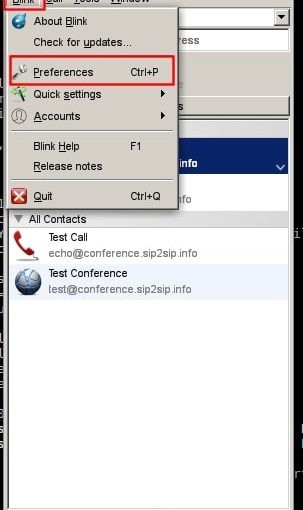 Blink Call Tools Window
About Blink
Check for updates...
ress
Preferences Ctrl+P
Quick settings
Accounts
Blink Help F1
info
Release notes
Quit Ctrl+Q
All Contacts
Test Call
echo@conference.sip2sip.info
Test Conference
test@conference.sip2sip.info